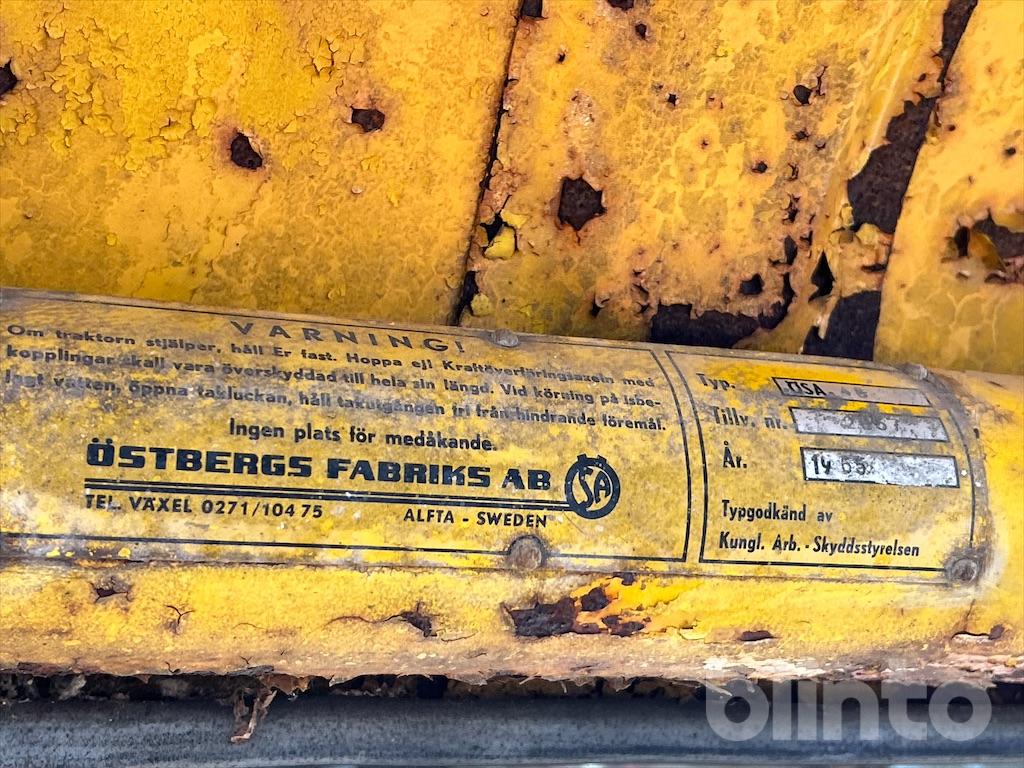 VARNING!
Om traktorn stjälper, håll Er fast. Hoppa ej! Kraftöverföringsaxeln med
kopplingar skall vara överskyddad till hela sin längd. Vid körning på isbe-
lagt vatten, öppna takluckan, håll takutgången fri från hindrande föremål.
Ingen plats för medåkande.
ÖSTBERGS FABRIKS AB
SA
TEL. VÄXEL 0271/104 75 ALFTA - SWEDEN
Typ.
Tillv. nr.
År. 19 65
Typgodkänd av
Kungl. Arb. - Skyddsstyrelsen
blinto